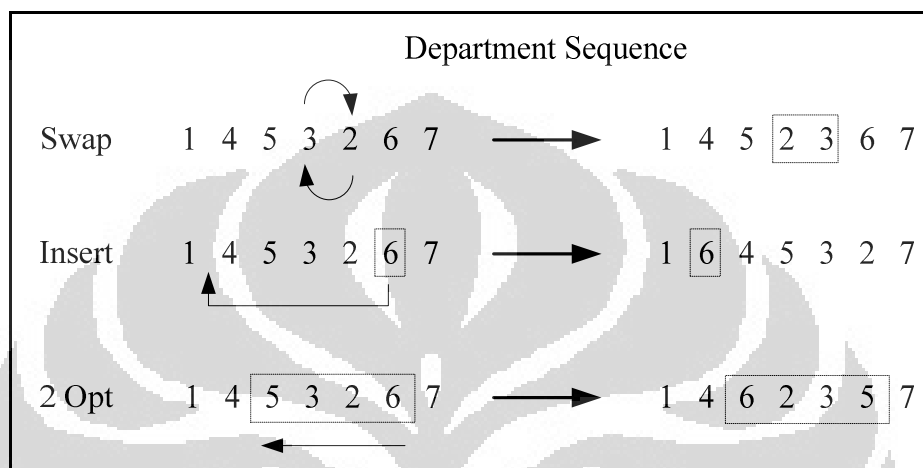 Department Sequence
Swap 1 4 5 3 2 6 7 1 4 5 2 3 6 7
Insert 1 4 5 3 2 6 7 1 6 4 5 3 2 7
2 Opt 1 4 5 3 2 6 7 1 4 6 2 3 5 7